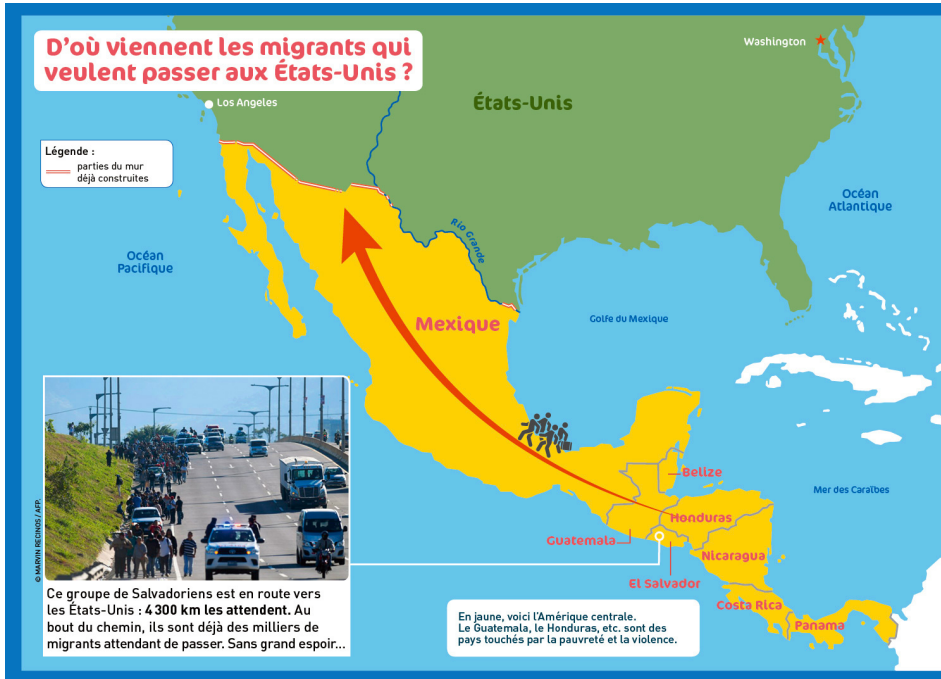 D'où viennent les migrants qui
veulent passer aux États-Unis ?
Washington
Los Angeles
États-Unis
Légende :
parties du mur
déjà construites
Océan
Atlantique
Océan
Pacifique
Rio Grande
Mexique
Golfe du Mexique
Belize
Mer des Caraïbes
Honduras
Guatemala
Nicaragua
El Salvador
Costa Rica
Panama
© MARVIN RECINOS / AFP.
Ce groupe de Salvadoriens est en route vers
les États-Unis : 4 300 km les attendent. Au
bout du chemin, ils sont déjà des milliers de
migrants attendant de passer. Sans grand espoir...
En jaune, voici l'Amérique centrale.
Le Guatemala, le Honduras, etc. sont des
pays touchés par la pauvreté et la violence.